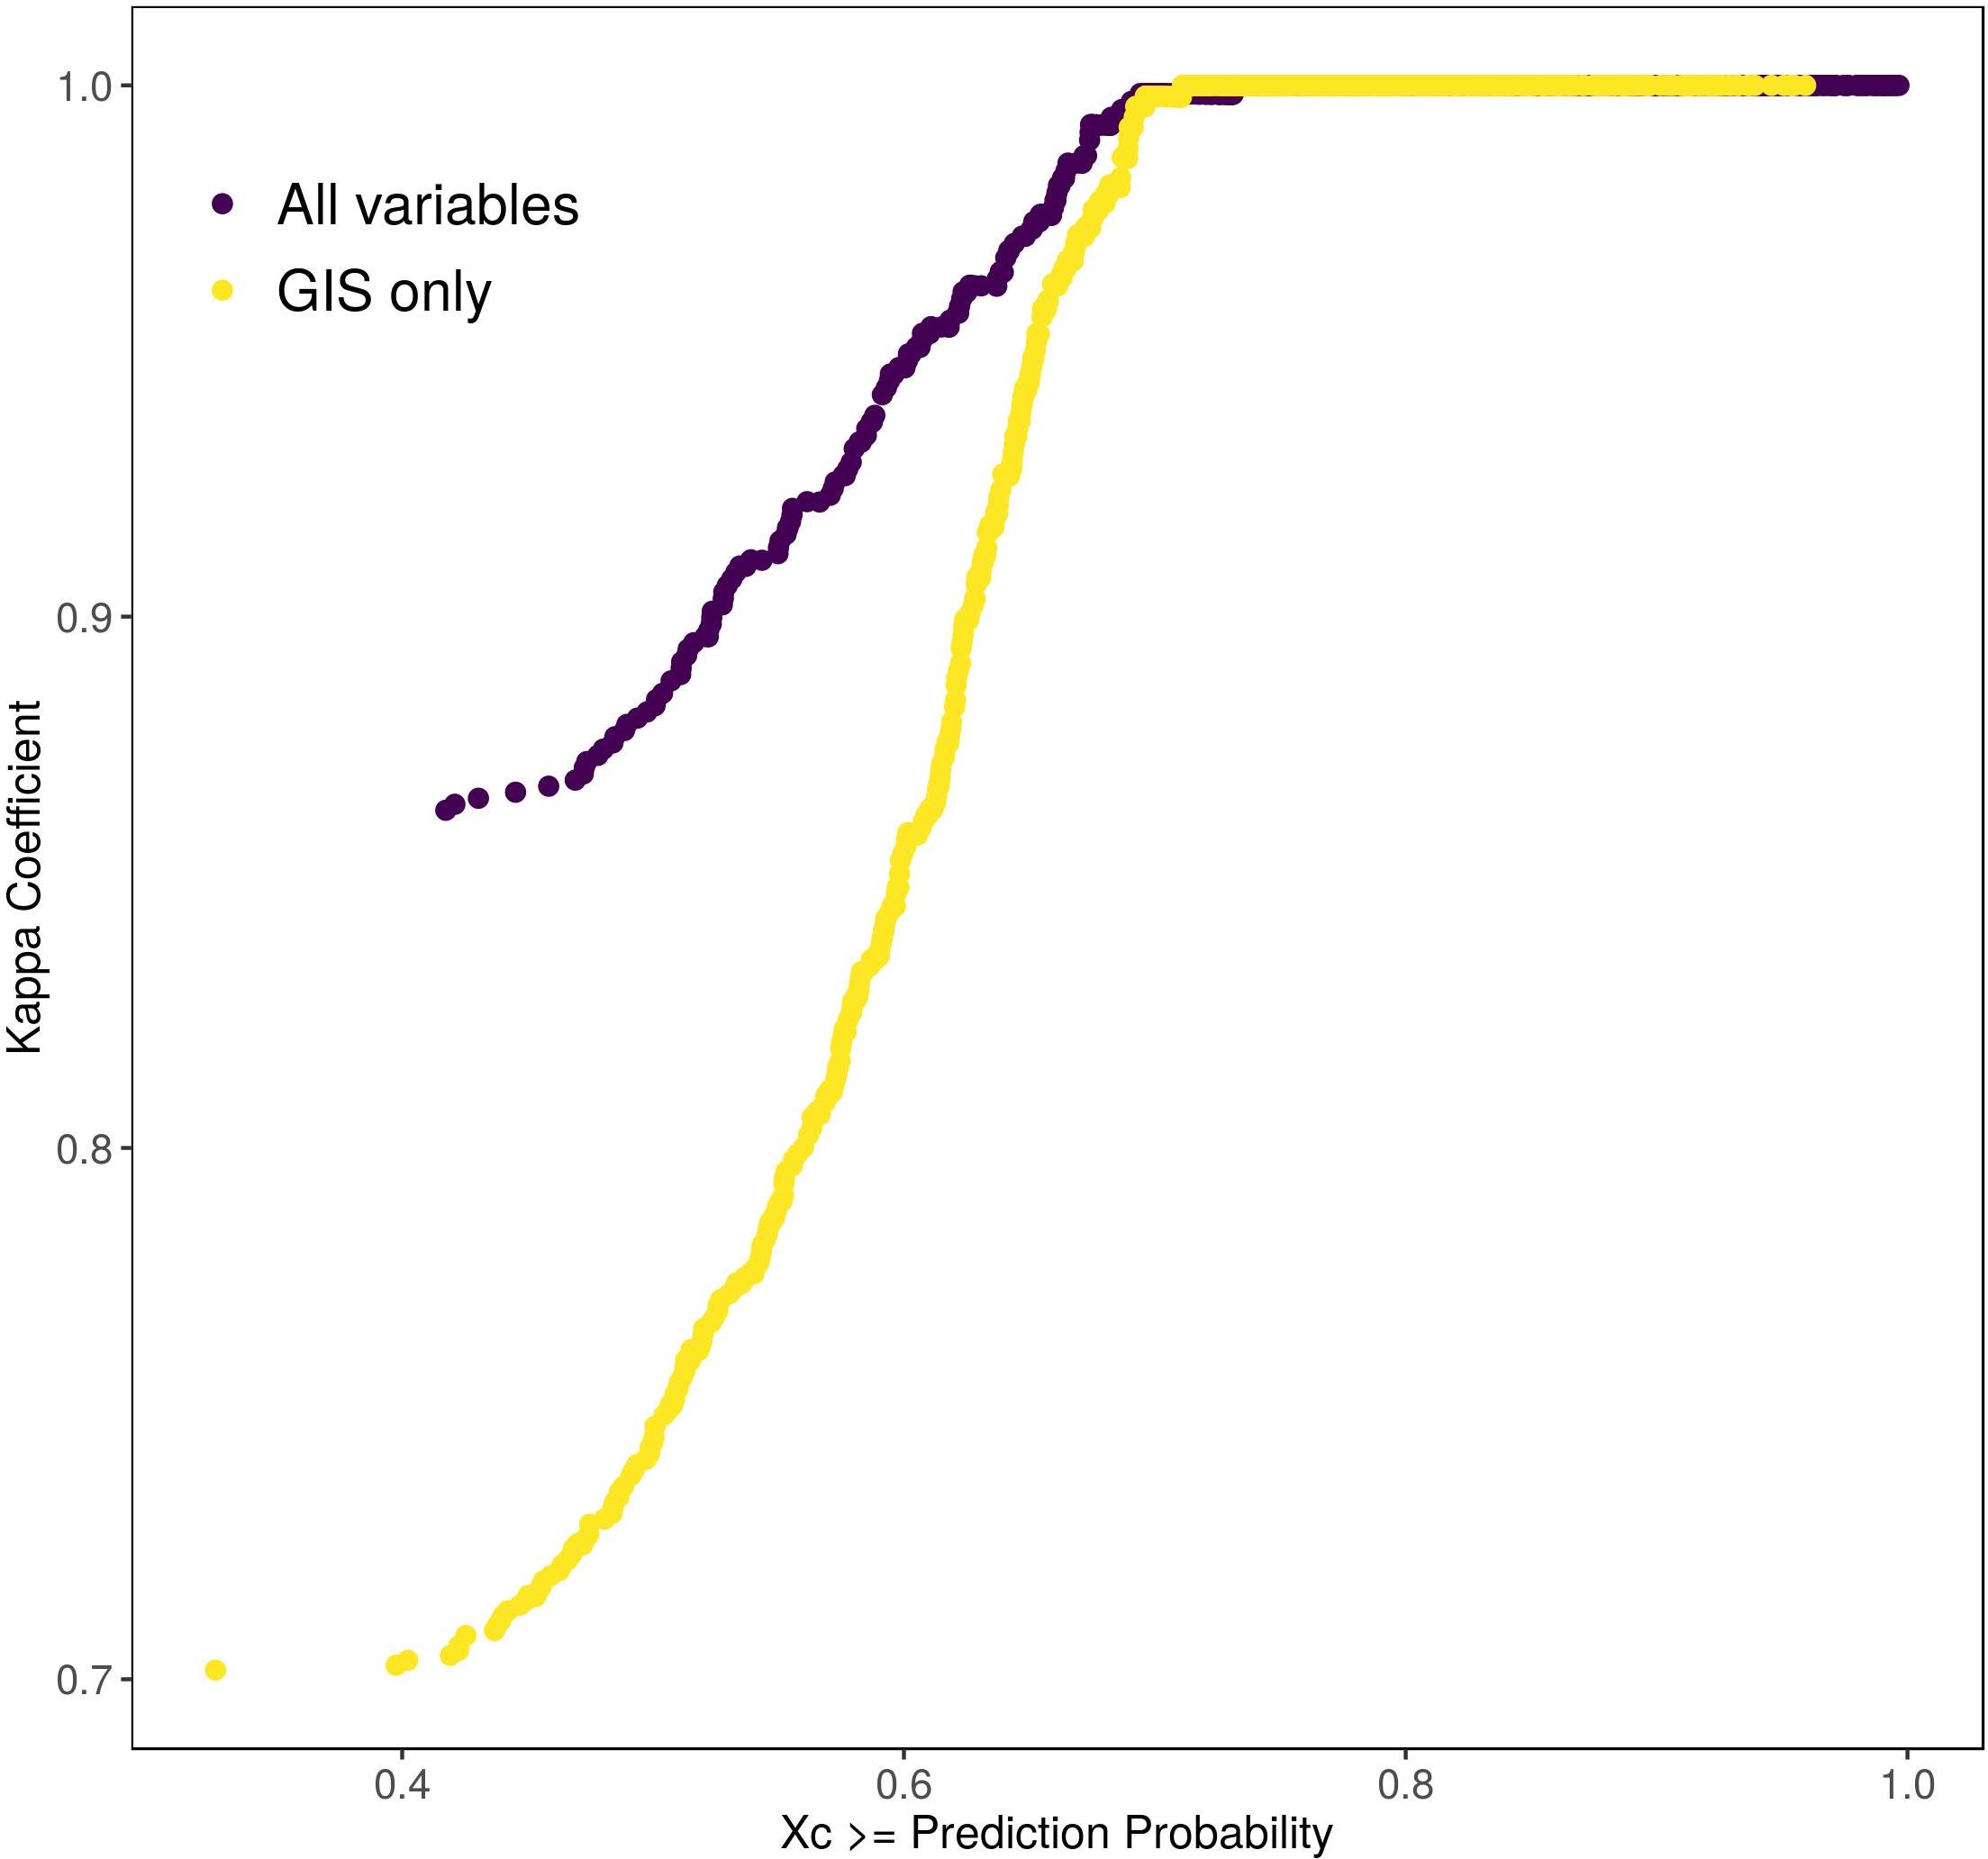 1.0
All variables
GIS only
0.9
0.8
0.7
Kappa Coefficient
0.4 0.6 0.8 1.0
Xc >= Prediction Probability